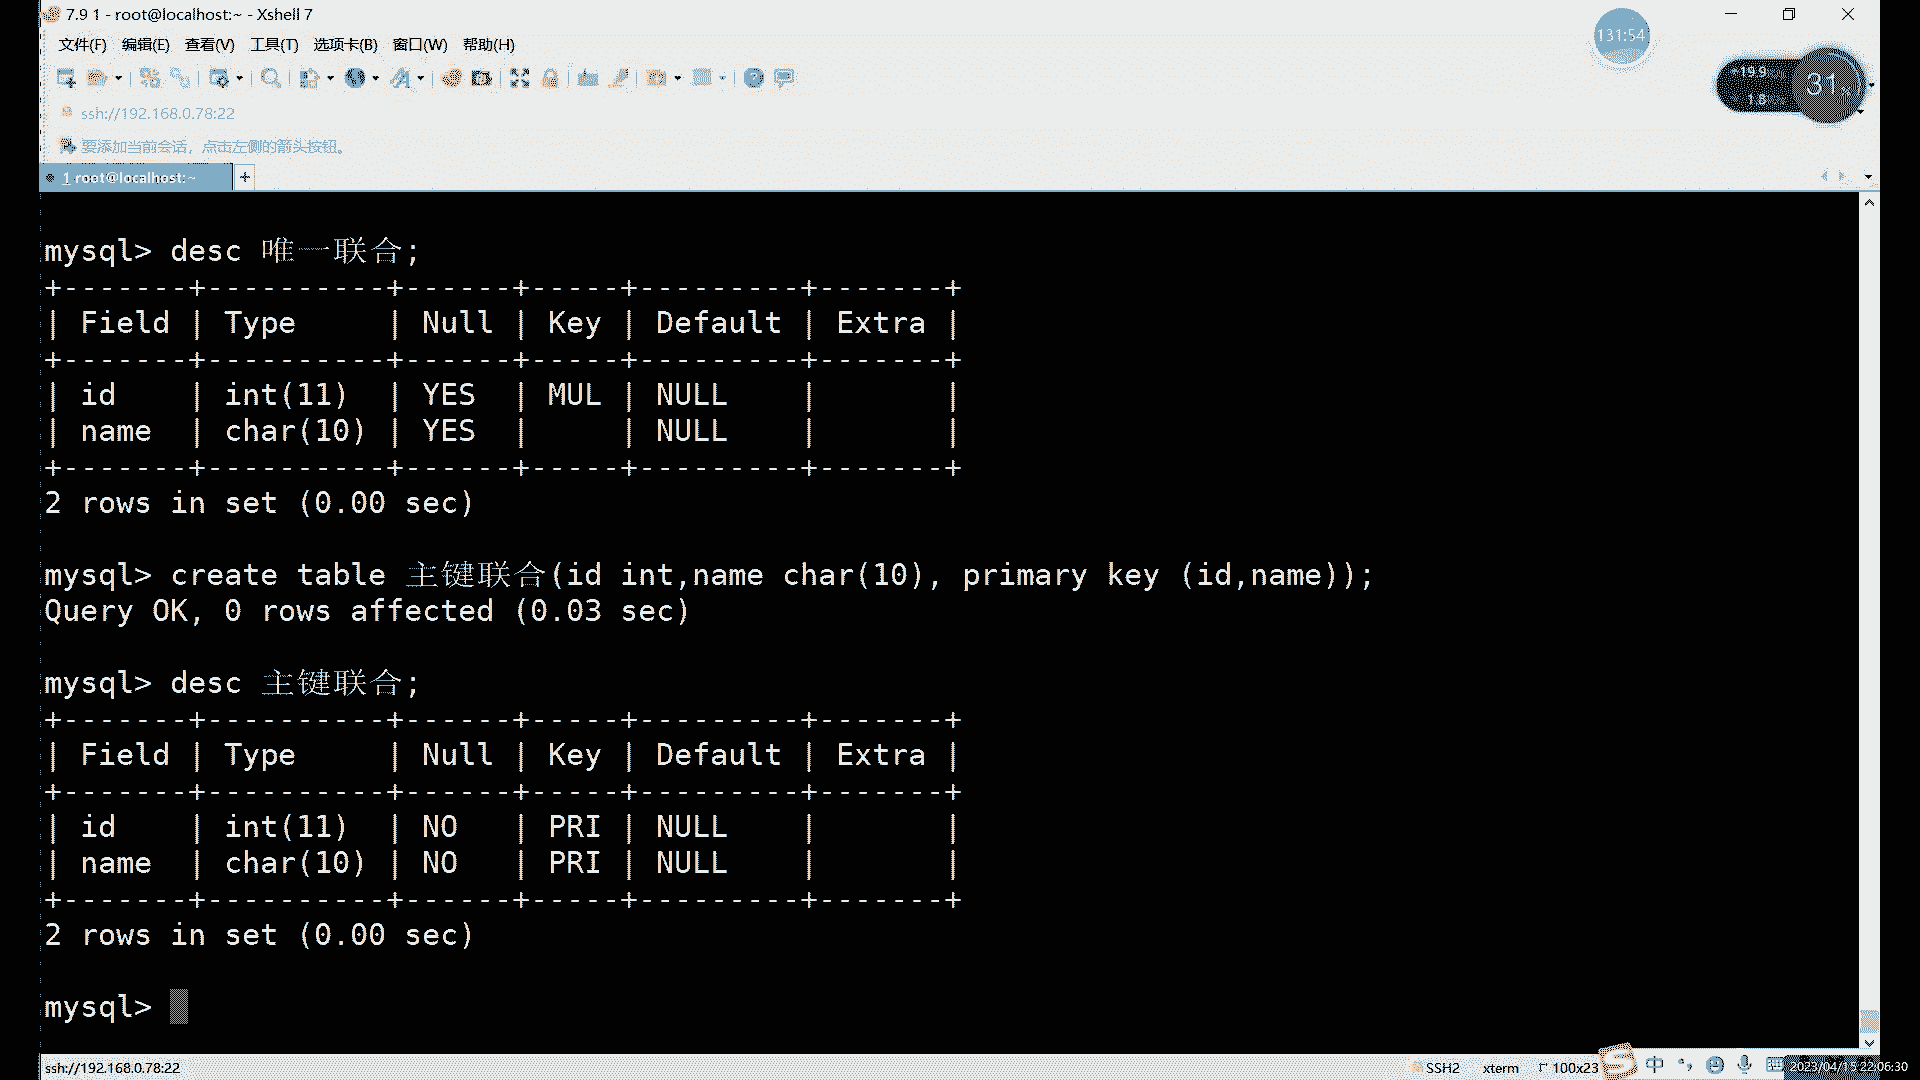 7.9 1 - root@localhost:~ - Xshell 7
文件(F) 编辑(E) 查看(V) 工具(T) 选项卡(B) 窗口(W) 帮助(H)
131:54
19.9
1.8
31
ssh://192.168.0.78:22
要添加当前会话，点击左侧的箭头按钮。
1 root@localhost:~
+
mysql> desc 唯一联合;
+-------+----------+------+-----+---------+-------+
| Field | Type     | Null | Key | Default | Extra |
+-------+----------+------+-----+---------+-------+
| id    | int(11)  | YES  | MUL | NULL    |       |
| name  | char(10) | YES  |     | NULL    |       |
+-------+----------+------+-----+---------+-------+
2 rows in set (0.00 sec)
mysql> create table 主键联合(id int,name char(10), primary key (id,name));
Query OK, 0 rows affected (0.03 sec)
mysql> desc 主键联合;
+-------+----------+------+-----+---------+-------+
| Field | Type     | Null | Key | Default | Extra |
+-------+----------+------+-----+---------+-------+
| id    | int(11)  | NO   | PRI | NULL    |       |
| name  | char(10) | NO   | PRI | NULL    |       |
+-------+----------+------+-----+---------+-------+
2 rows in set (0.00 sec)
mysql>
ssh://192.168.0.78:22 SSH2 xterm 100x23 中 2023/04/15 22:06:30